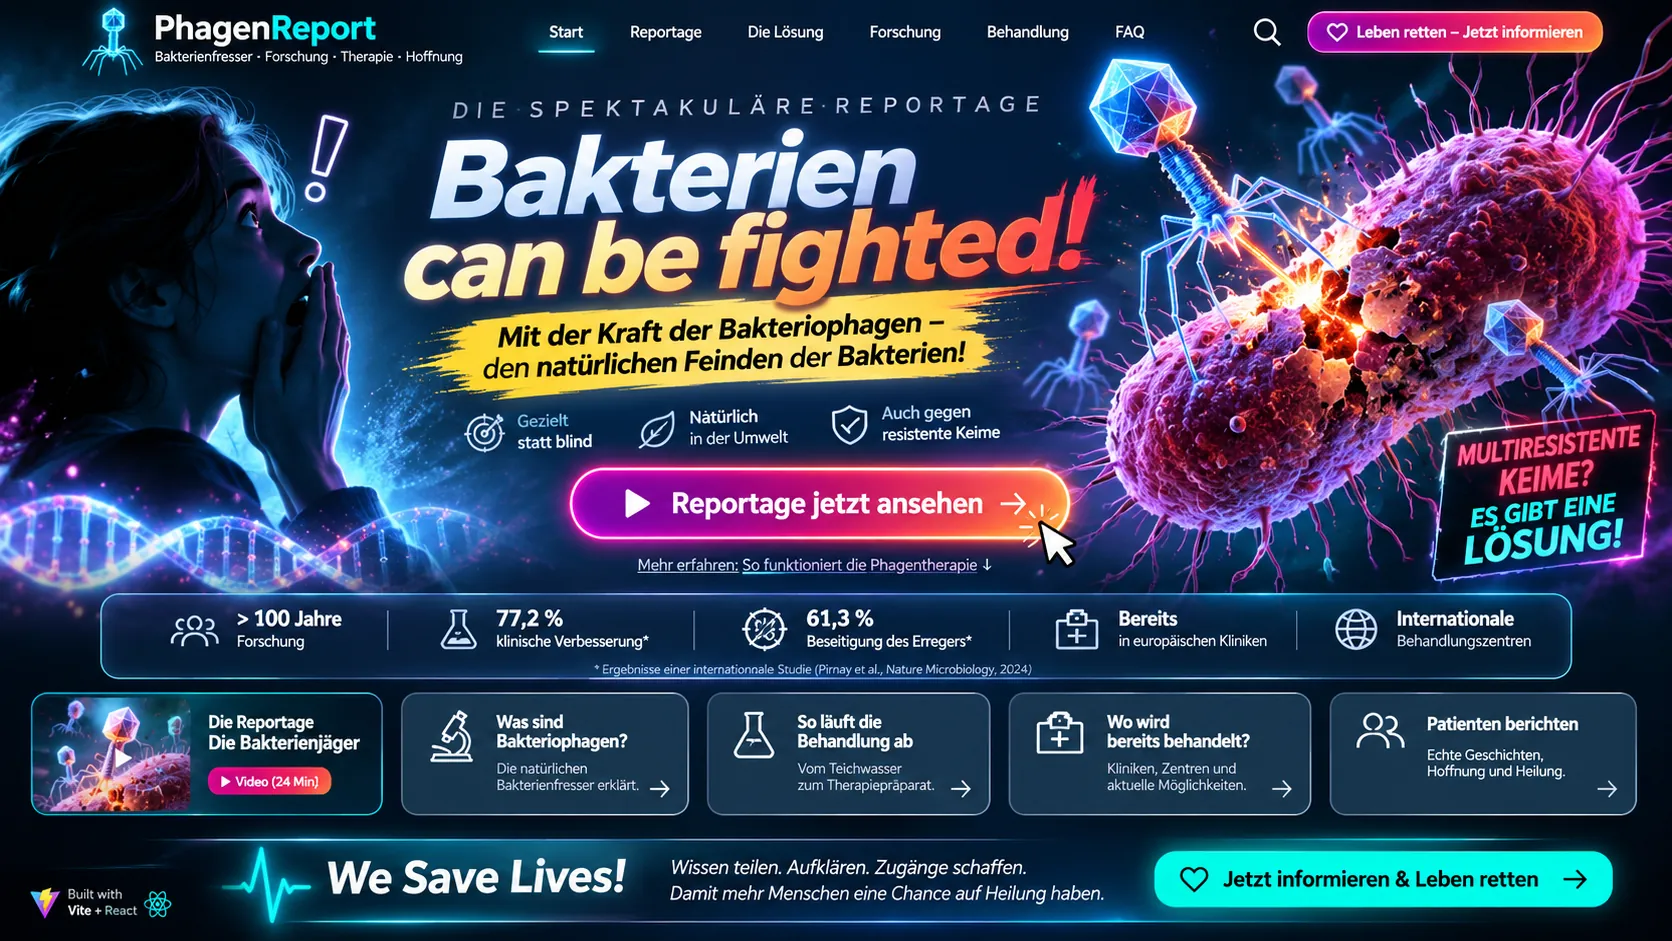 PhagenReport
Bakterienfresser · Forschung · Therapie · Hoffnung
Start
Reportage
Die Lösung
Forschung
Behandlung
FAQ
Leben retten – Jetzt informieren
DIE·SPEKTAKULÄRE·REPORTAGE
Bakterien
can be fighted!
Mit der Kraft der Bakteriophagen –
den natürlichen Feinden der Bakterien!
Gezielt
statt blind
Natürlich
in der Umwelt
Auch gegen
resistente Keime
Reportage jetzt ansehen →
Mehr erfahren: So funktioniert die Phagentherapie ↓
MULTIRESISTENTE
KEIME?
ES GIBT EINE
LÖSUNG!
> 100 Jahre
Forschung
77,2 %
klinische Verbesserung*
61,3 %
Beseitigung des Erregers*
Bereits
in europäischen Kliniken
Internationale
Behandlungszentren
* Ergebnisse einer internationnale Studie (Pirnay et al., Nature Microbiology, 2024)
Die Reportage
Die Bakterienjäger
Video (24 Min)
Was sind
Bakteriophagen?
Die natürlichen
Bakterienfresser erklärt. →
So läuft die
Behandlung ab
Vom Teichwasser
zum Therapiepräparat. →
Wo wird
bereits behandelt?
Kliniken, Zentren und
aktuelle Möglichkeiten. →
Patienten berichten
Echte Geschichten,
Hoffnung und Heilung.
→
Built with
Vite + React
We Save Lives!
Wissen teilen. Aufklären. Zugänge schaffen.
Damit mehr Menschen eine Chance auf Heilung haben.
Jetzt informieren & Leben retten →